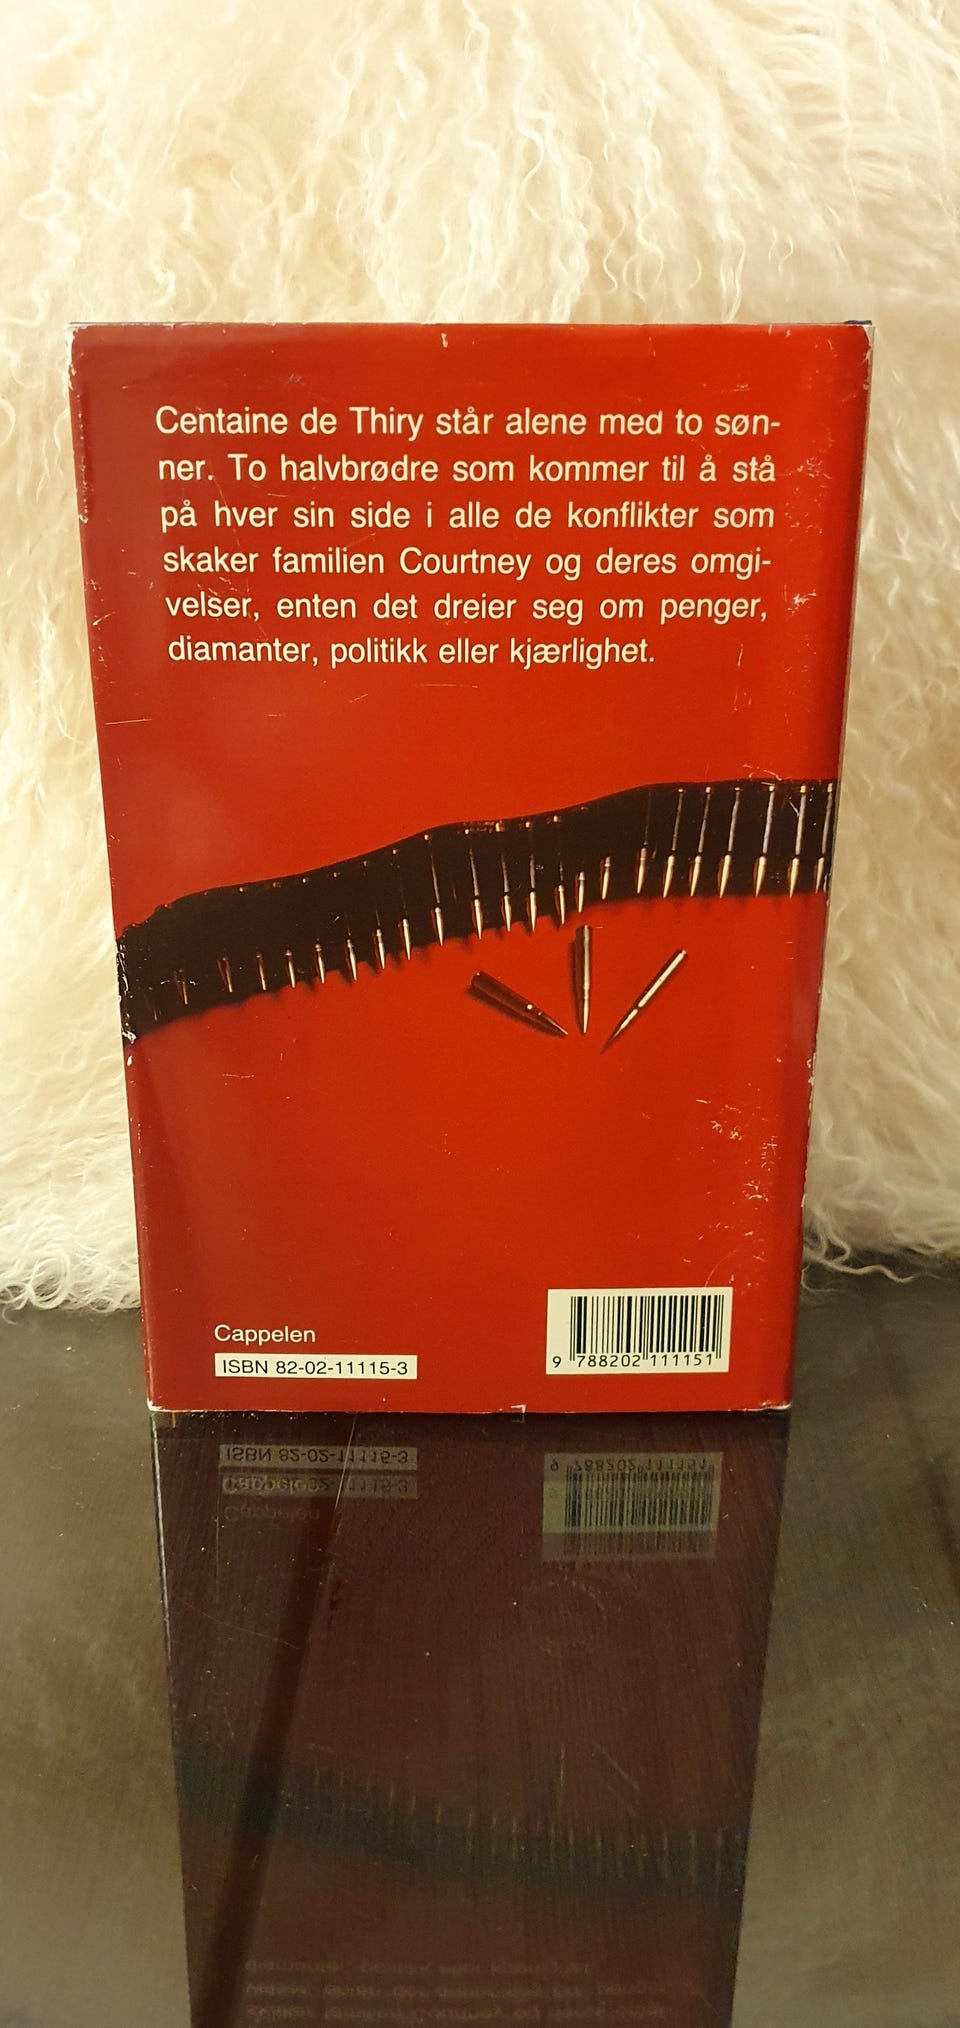 Centaine de Thiry står alene med to søn-
ner. To halvbrødre som kommer til å stå
på hver sin side i alle de konflikter som
skaker familien Courtney og deres omgi-
velser, enten det dreier seg om penger,
diamanter, politikk eller kjærlighet.
Cappelen
ISBN 82-02-11115-3
9 788202 111151